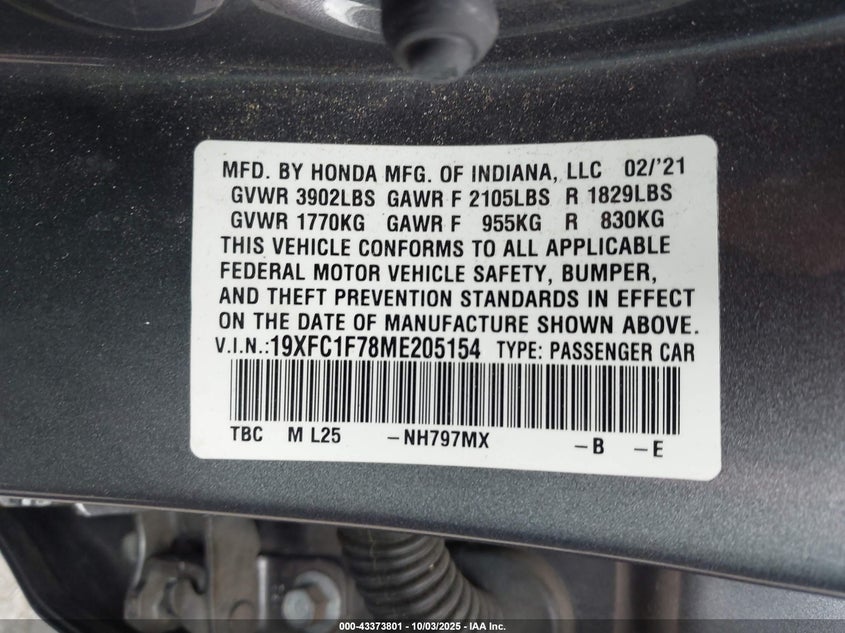 MFD. BY HONDA MFG. OF INDIANA, LLC 02/'21
GVWR 3902LBS GAWR F 2105LBS R 1829LBS
GVWR 1770KG GAWR F 955KG R 830KG
THIS VEHICLE CONFORMS TO ALL APPLICABLE
FEDERAL MOTOR VEHICLE SAFETY, BUMPER,
AND THEFT PREVENTION STANDARDS IN EFFECT
ON THE DATE OF MANUFACTURE SHOWN ABOVE.
V.I.N.:19XFC1F78ME205154 TYPE: PASSENGER CAR
TBC M L25 -NH797MX -B -E
000-43373801 - 10/03/2025 - IAA Inc.